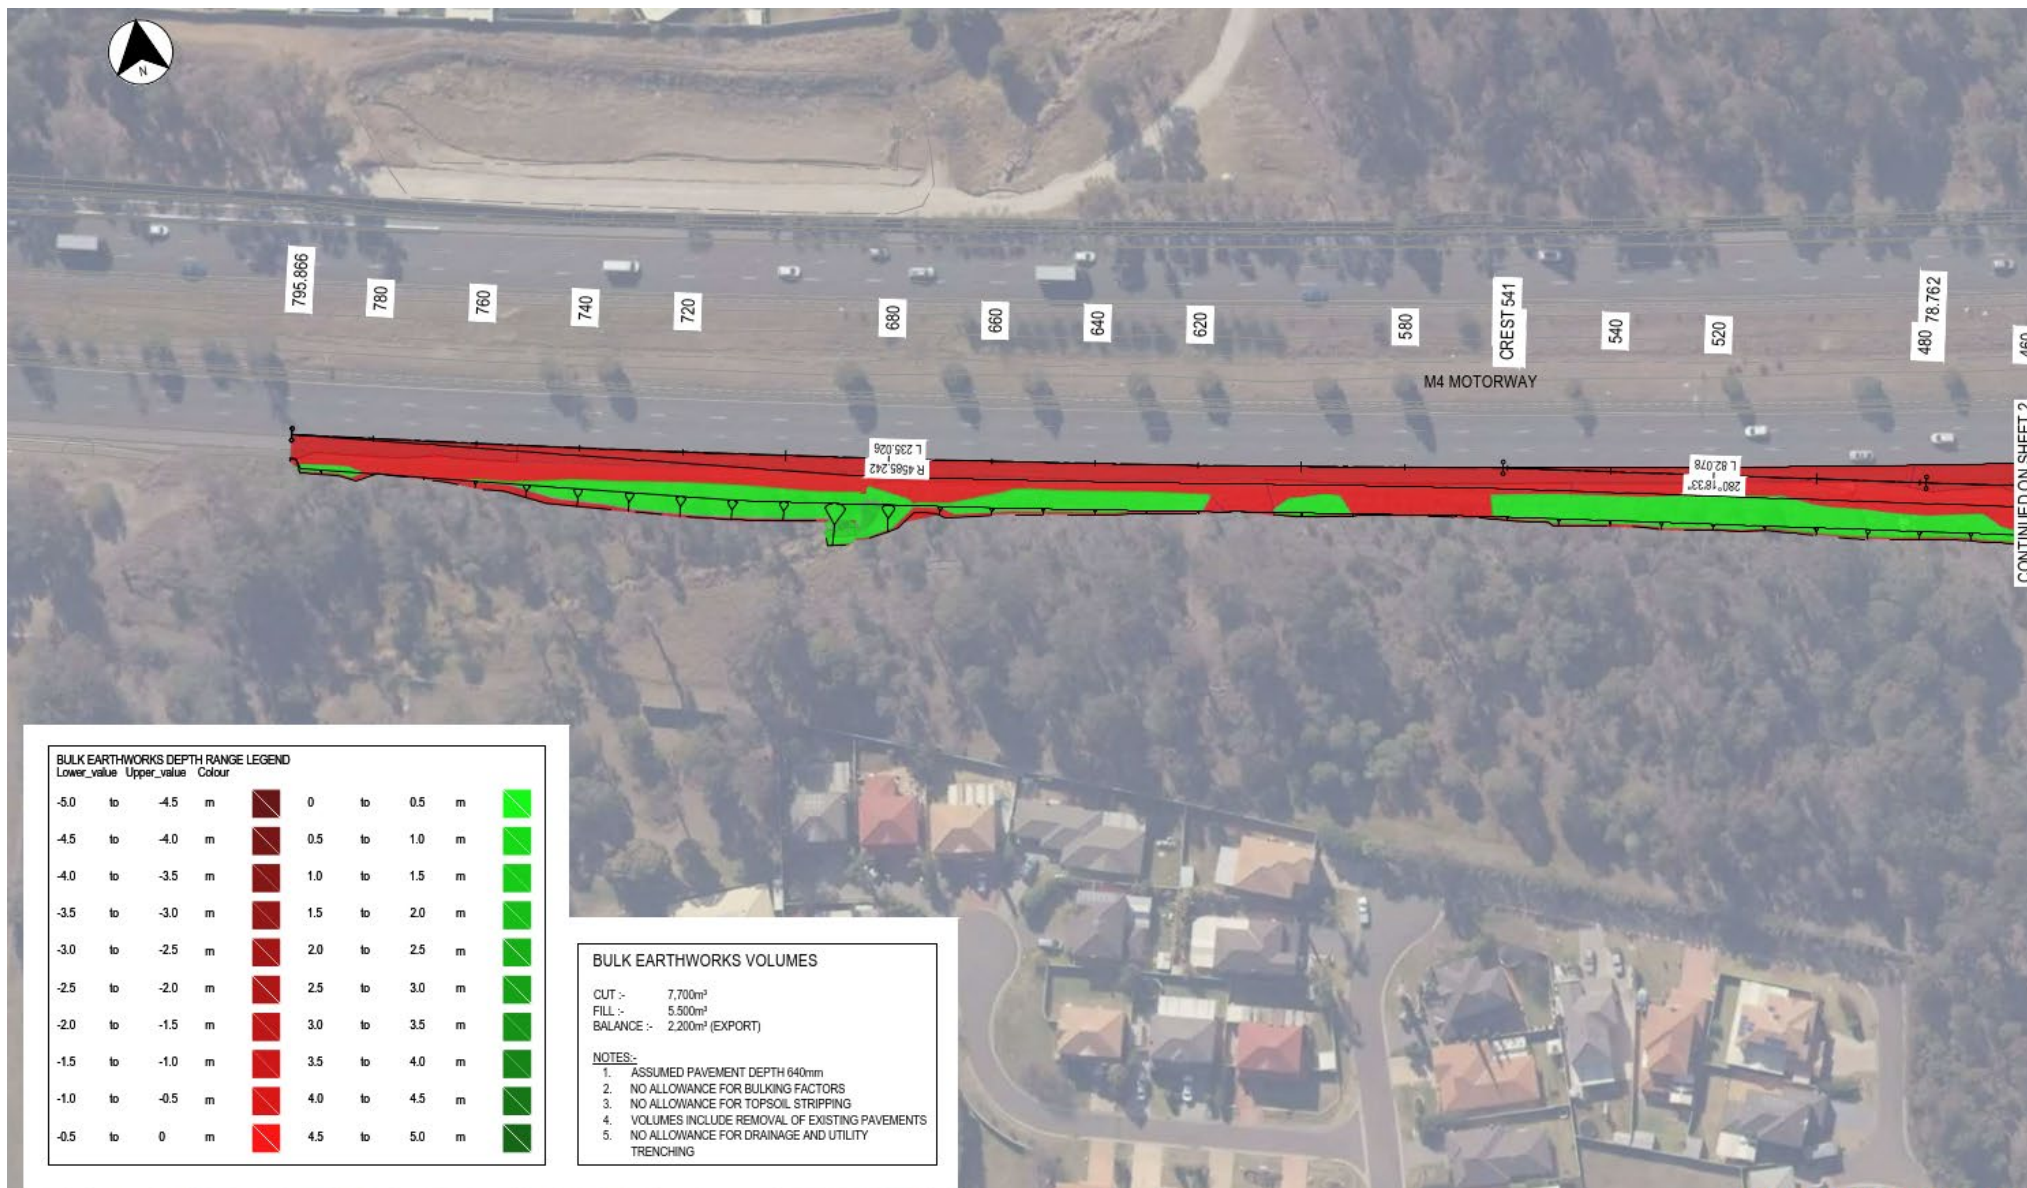 N
795.866
780
760
740
720
680
660
640
620
580
CREST 541
540
520
480
78.762
460
M4 MOTORWAY
L 235.026
R 4585.242
L 82.078
280°18'33"
CONTINUED ON SHEET 2
BULK EARTHWORKS DEPTH RANGE LEGEND
Lower_value Upper_value Colour
-5.0 to -4.5 m 0 to 0.5 m
-4.5 to -4.0 m 0.5 to 1.0 m
-4.0 to -3.5 m 1.0 to 1.5 m
-3.5 to -3.0 m 1.5 to 2.0 m
-3.0 to -2.5 m 2.0 to 2.5 m
-2.5 to -2.0 m 2.5 to 3.0 m
-2.0 to -1.5 m 3.0 to 3.5 m
-1.5 to -1.0 m 3.5 to 4.0 m
-1.0 to -0.5 m 4.0 to 4.5 m
-0.5 to 0 m 4.5 to 5.0 m
BULK EARTHWORKS VOLUMES
CUT :- 7,700m³
FILL :- 5.500m³
BALANCE :- 2,200m³ (EXPORT)
NOTES:-
1. ASSUMED PAVEMENT DEPTH 640mm
2. NO ALLOWANCE FOR BULKING FACTORS
3. NO ALLOWANCE FOR TOPSOIL STRIPPING
4. VOLUMES INCLUDE REMOVAL OF EXISTING PAVEMENTS
5. NO ALLOWANCE FOR DRAINAGE AND UTILITY
TRENCHING